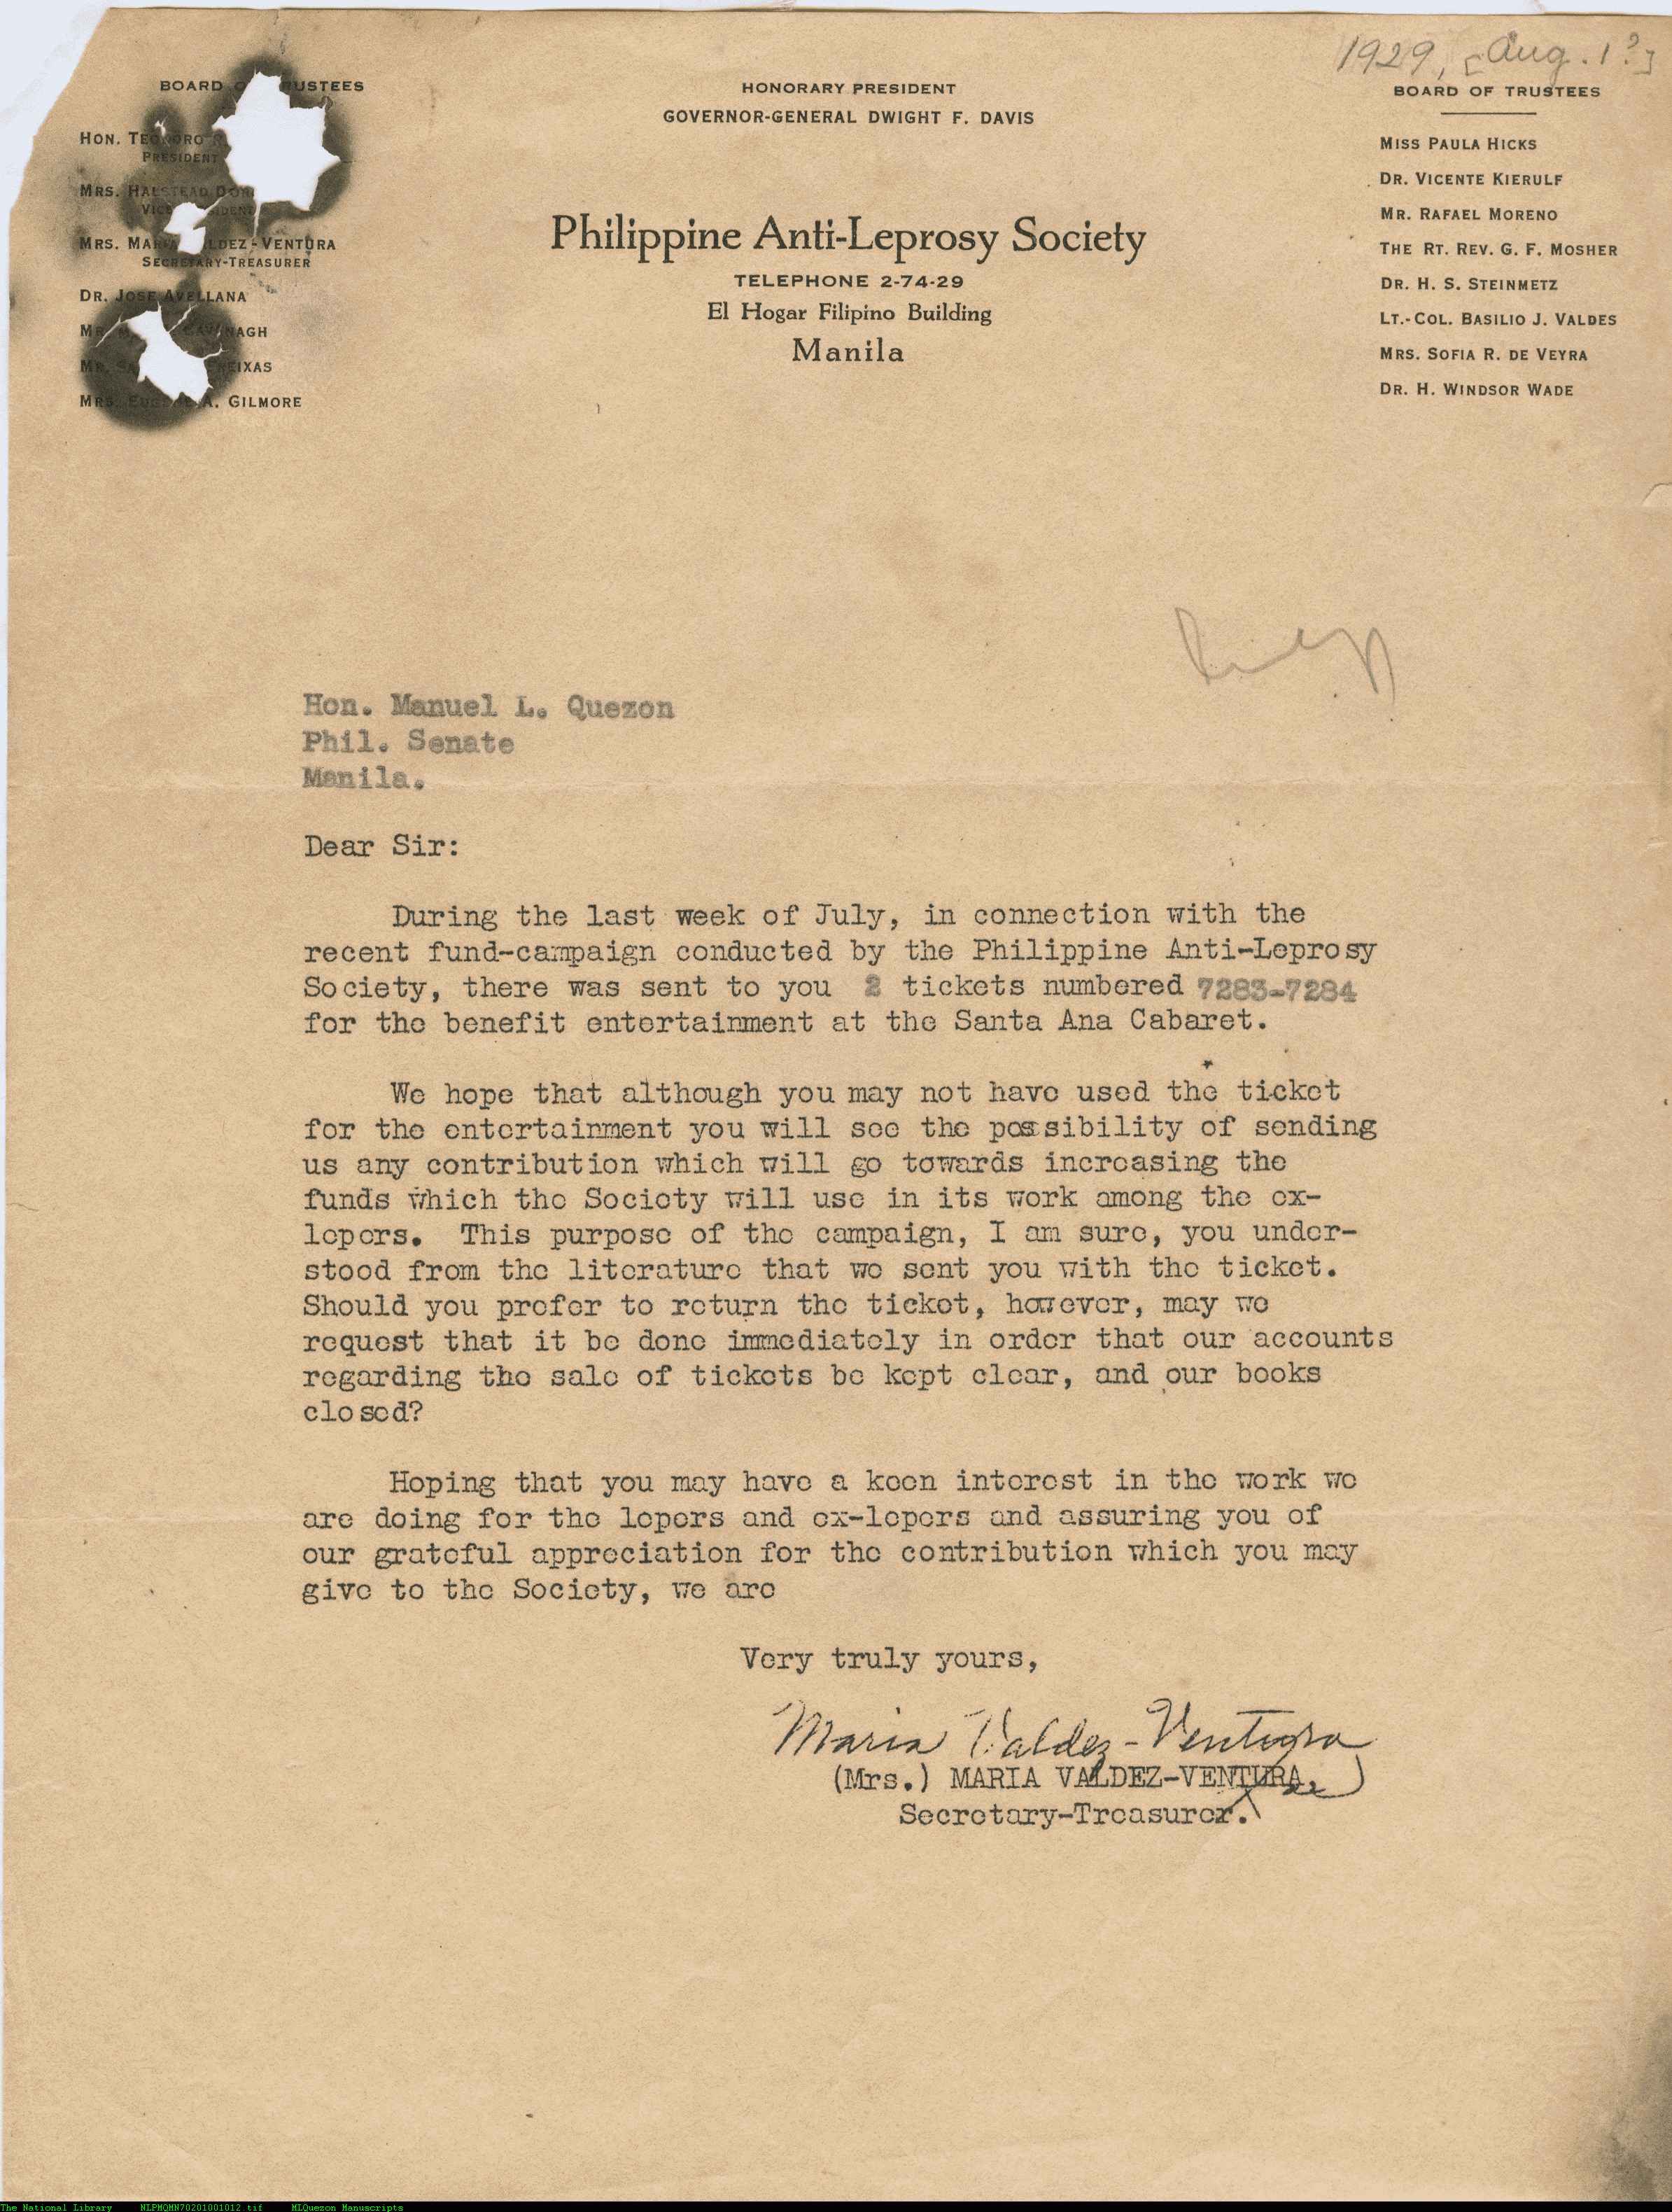 1929, [Aug. 1?]
BOARD TRUSTEES
HON. TEODORO
PRESIDENT
MRS. HALSTEAD
VICE
MRS. VALDEZ-VENTURA
SECRETARY-TREASURER
DR. JOSE AVELLANA
MRS. A. GILMORE
HONORARY PRESIDENT
GOVERNOR-GENERAL DWIGHT F. DAVIS
Philippine Anti-Leprosy Society
TELEPHONE 2-74-29
El Hogar Filipino Building
Manila
BOARD OF TRUSTEES
MISS PAULA HICKS
DR. VICENTE KIERULF
MR. RAFAEL MORENO
THE RT. REV. G. F. MOSHER
DR. H. S. STEINMETZ
LT.-COL. BASILIO J. VALDES
MRS. SOFIA R. DE VEYRA
DR. H. WINDSOR WADE
Hon. Manuel L. Quezon
Phil. Senate
Manila.
Dear Sir:
During the last week of July, in connection with the
recent fund-campaign conducted by the Philippine Anti-Leprosy
Society, there was sent to you 2 tickets numbered 7283-7284
for the benefit entertainment at the Santa Ana Cabaret.
We hope that although you may not have used the ticket
for the entertainment you will see the possibility of sending
us any contribution which will go towards increasing the
funds which the Society will use in its work among the ex-
lepers. This purpose of the campaign, I am sure, you under-
stood from the literature that we sent you with the ticket.
Should you prefer to return the ticket, however, may we
request that it be done immediately in order that our accounts
regarding the sale of tickets be kept clear, and our books
closed?
Hoping that you may have a keen interest in the work we
are doing for the lepers and ex-lepers and assuring you of
our grateful appreciation for the contribution which you may
give to the Society, we are
Very truly yours,
Maria Valdez-Ventura
(Mrs.) MARIA VALDEZ-VENTURA,
Secretary-Treasurer.
The National Library NLPMQMN70201001012.tif MLQuezon Manuscripts